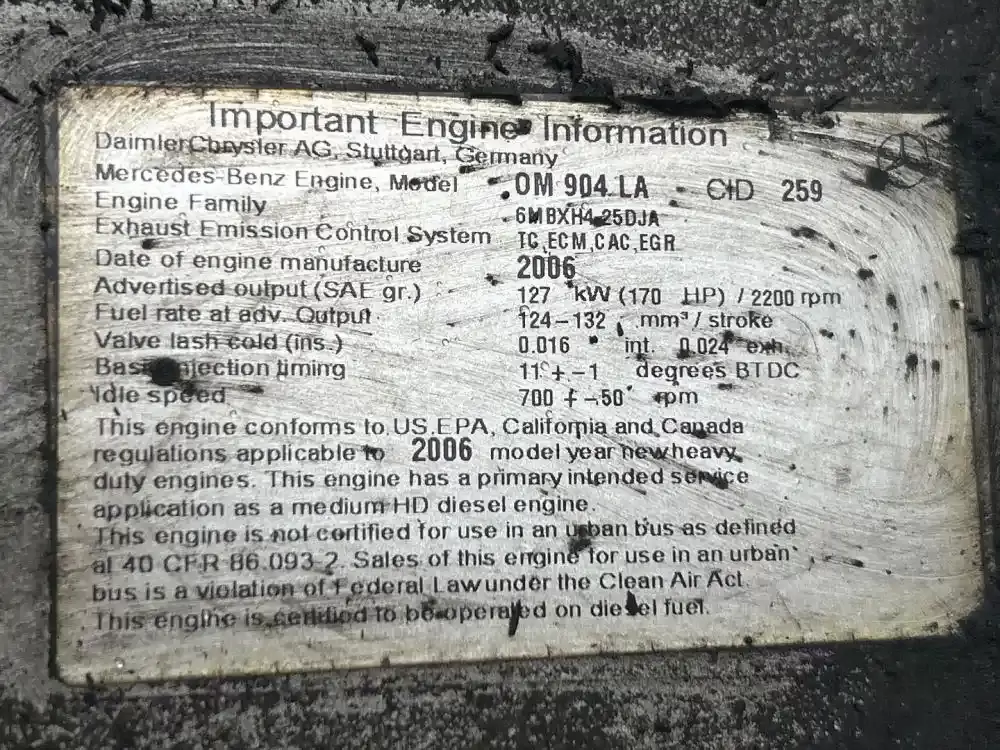 Important Engine Information
DaimlerChrysler AG, Stuttgart, Germany
Mercedes-Benz Engine, Model OM 904 LA CID 259
Engine Family 6MBXH4.25DJA
Exhaust Emission Control System TC,ECM,CAC,EGR
Date of engine manufacture 2006
Advertised output (SAE gr.) 127 kW (170 HP) / 2200 rpm
Fuel rate at adv. Output 124-132 mm³/ stroke
Valve lash cold (ins.) 0.016 int. 0.024 exh.
Basic injection timing 11°+-1 degrees BTDC
Idle speed 700 +-50 rpm
This engine conforms to US.EPA, California and Canada
regulations applicable to 2006 model year new heavy
duty engines. This engine has a primary intended service
application as a medium HD diesel engine.
This engine is not certified for use in an urban bus as defined
at 40 CFR 86.093-2. Sales of this engine for use in an urban
bus is a violation of Federal Law under the Clean Air Act.
This engine is certified to be operated on diesel fuel.